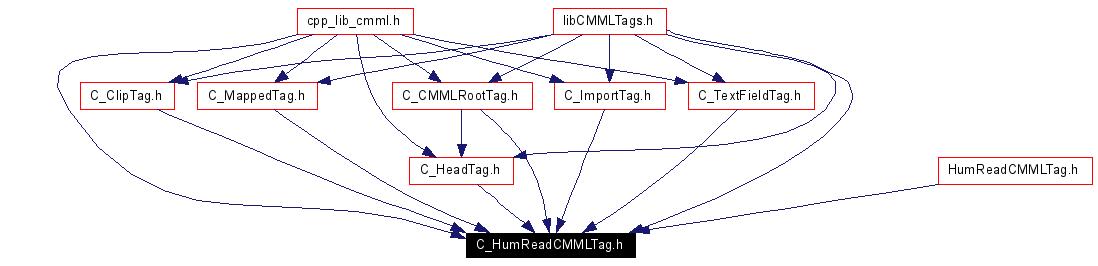 cpp_lib_cmml.h
libCMMLTags.h
C_ClipTag.h
C_MappedTag.h
C_CMMLRootTag.h
C_ImportTag.h
C_TextFieldTag.h
C_HeadTag.h
HumReadCMMLTag.h
C_HumReadCMMLTag.h